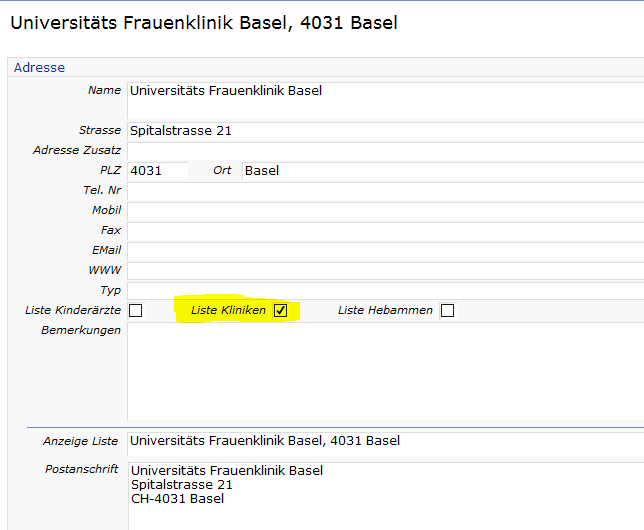 Universitäts Frauenklinik Basel, 4031 Basel
Adresse
Name Universitäts Frauenklinik Basel
Strasse Spitalstrasse 21
Adresse Zusatz
PLZ 4031 Ort Basel
Tel. Nr
Mobil
Fax
EMail
WWW
Typ
Liste Kinderärzte Liste Kliniken Liste Hebammen
Bemerkungen
Anzeige Liste Universitäts Frauenklinik Basel, 4031 Basel
Postanschrift Universitäts Frauenklinik Basel
Spitalstrasse 21
CH-4031 Basel